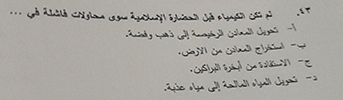 ٤٣. لم تكن الكيمياء قبل الحضارة الإسلامية سوى محاولات فاشلة في ...
أ- تحويل المعادن الرخيصة إلى ذهب وفضة.
ب- استخراج المعادن من الأرض.
ج- الاستفادة من أبخرة البراكين.
د- تحويل المياه المالحة إلى مياه عذبة.